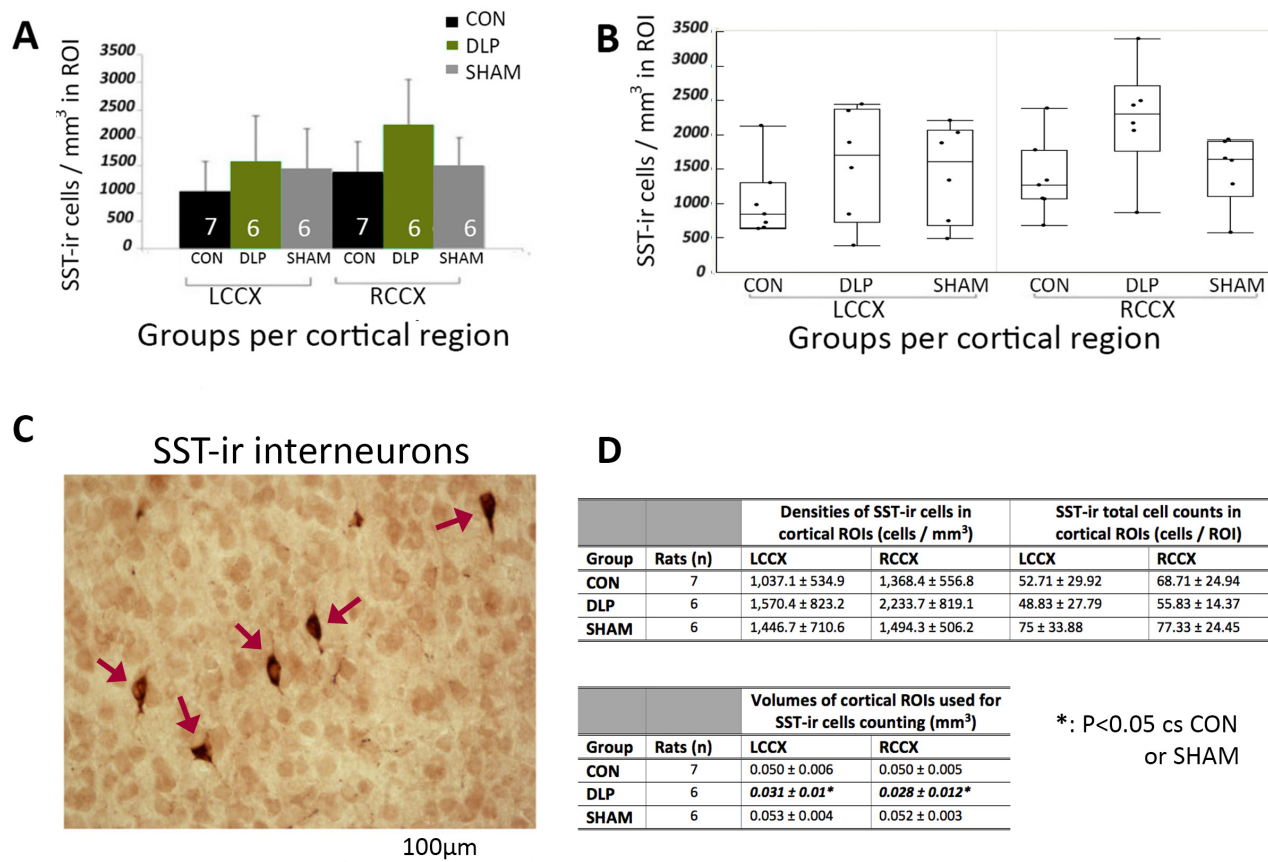 A
SST-ir cells / mm³ in ROI
CON
DLP
SHAM
3500
3000
2500
2000
1500
1000
500
0
7 6 6 7 6 6
CON DLP SHAM CON DLP SHAM
LCCX RCCX
Groups per cortical region
B
SST-ir cells / mm³ in ROI
3500
3000
2500
2000
1500
1000
500
0
CON DLP SHAM CON DLP SHAM
LCCX RCCX
Groups per cortical region
C
SST-ir interneurons
100µm
D
Densities of SST-ir cells in cortical ROIs (cells / mm³) SST-ir total cell counts in cortical ROIs (cells / ROI)
Group Rats (n) LCCX RCCX LCCX RCCX
CON 7 1,037.1 ± 534.9 1,368.4 ± 556.8 52.71 ± 29.92 68.71 ± 24.94
DLP 6 1,570.4 ± 823.2 2,233.7 ± 819.1 48.83 ± 27.79 55.83 ± 14.37
SHAM 6 1,446.7 ± 710.6 1,494.3 ± 506.2 75 ± 33.88 77.33 ± 24.45
Volumes of cortical ROIs used for
SST-ir cells counting (mm³)
Group Rats (n) LCCX RCCX
CON 7 0.050 ± 0.006 0.050 ± 0.005
DLP 6 0.031 ± 0.01* 0.028 ± 0.012*
SHAM 6 0.053 ± 0.004 0.052 ± 0.003
*: P<0.05 cs CON
or SHAM